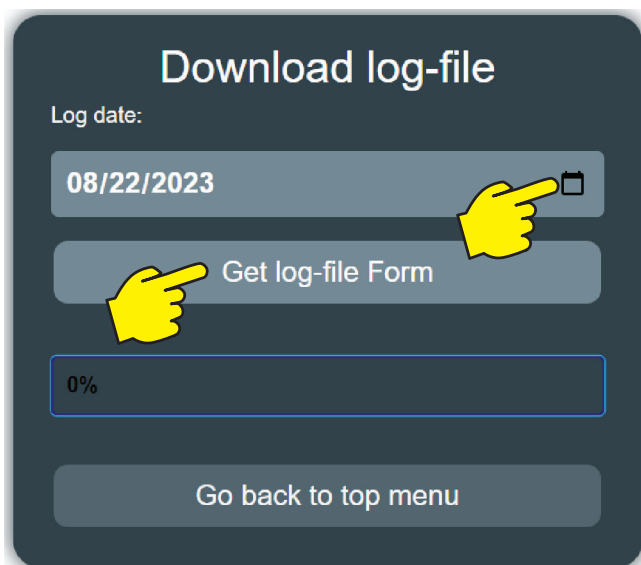 Download log-file
Log date:
08/22/2023
Get log-file Form
0%
Go back to top menu